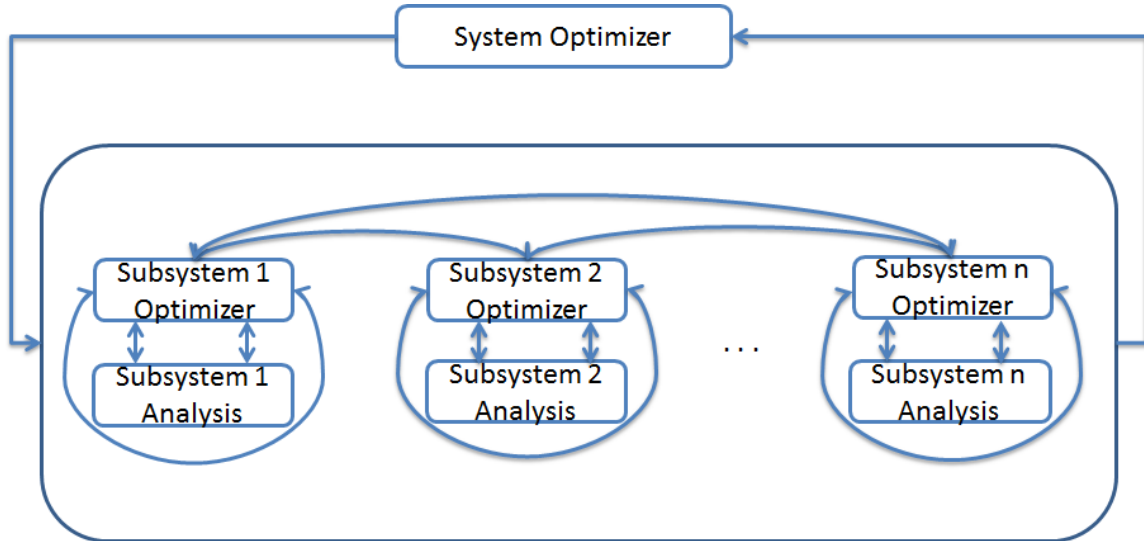 System Optimizer
Subsystem 1
Optimizer
Subsystem 2
Optimizer
Subsystem n
Optimizer
. . .
Subsystem 1
Analysis
Subsystem 2
Analysis
Subsystem n
Analysis